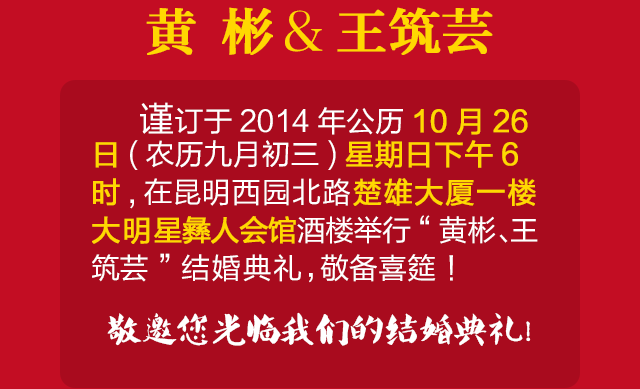 黄 彬 & 王筑芸
谨订于 2014 年公历 10 月 26
日 ( 农历九月初三 ) 星期日下午 6
时 , 在昆明西园北路楚雄大厦一楼
大明星彝人会馆酒楼举行 “ 黄彬、王
筑芸 ” 结婚典礼 , 敬备喜筵 !
敬邀您光临我们的结婚典礼!